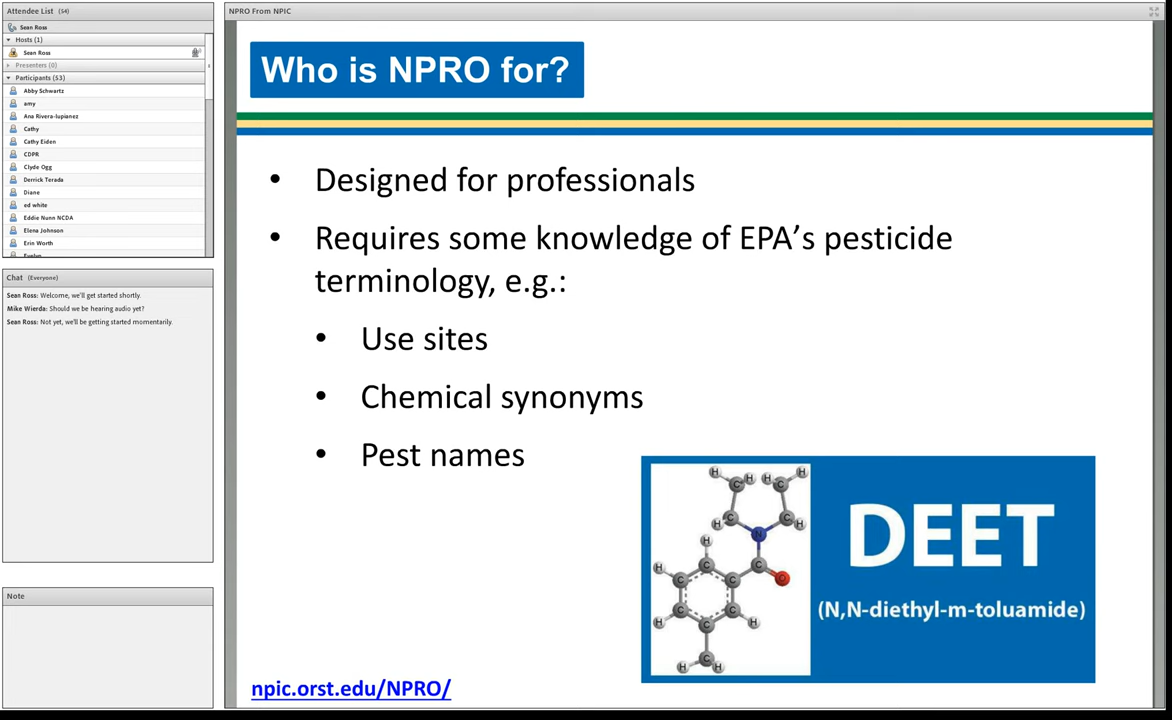 Attendee List (54)
Sean Ross
Hosts (1)
Sean Ross
Presenters (0)
Participants (53)
Abby Schwartz
amy
Ana Rivera-lupianez
Cathy
Cathy Eiden
CDPR
Clyde Ogg
Derrick Terada
Diane
ed white
Eddie Nunn NCDA
Elena Johnson
Erin Worth
Chat (Everyone)
Sean Ross: Welcome, we'll get started shortly.
Mike Wierda: Should we be hearing audio yet?
Sean Ross: Not yet, we'll be getting started momentarily.
Note
NPRO From NPIC
Who is NPRO for?
• Designed for professionals
• Requires some knowledge of EPA's pesticide
terminology, e.g.:
• Use sites
• Chemical synonyms
• Pest names
H H H H
C C
H C C H
N
H
C
H C C O
C
C C
H C H
C
H H
DEET
(N,N-diethyl-m-toluamide)
npic.orst.edu/NPRO/